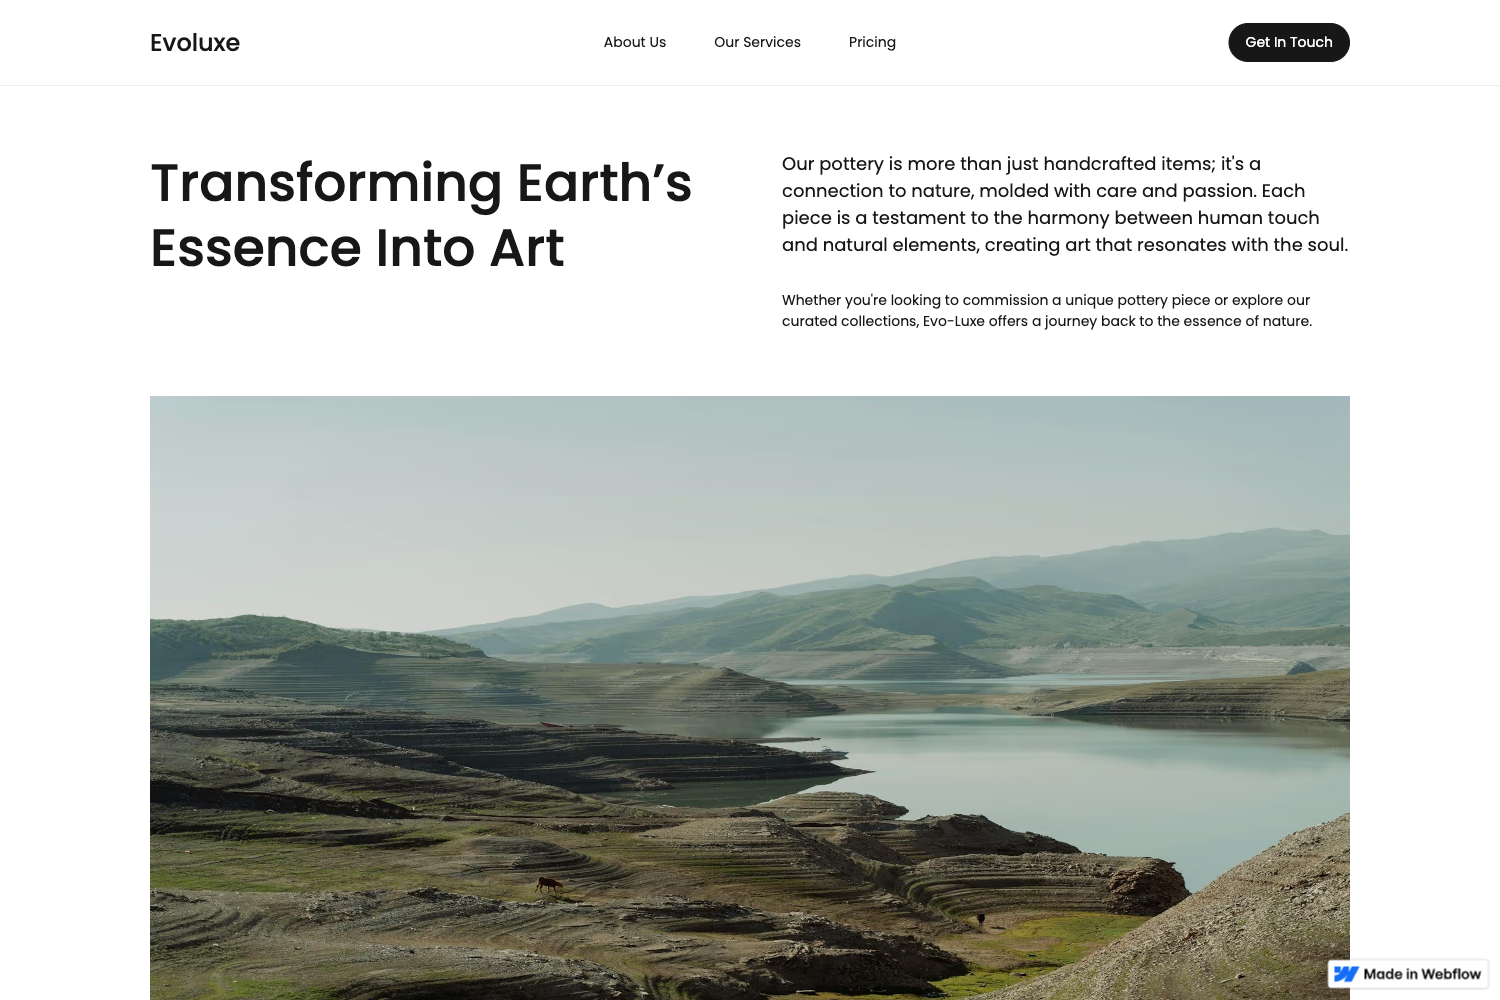 Evoluxe
About Us
Our Services
Pricing
Get In Touch
Transforming Earth’s
Essence Into Art
Our pottery is more than just handcrafted items; it's a
connection to nature, molded with care and passion. Each
piece is a testament to the harmony between human touch
and natural elements, creating art that resonates with the soul.
Whether you're looking to commission a unique pottery piece or explore our
curated collections, Evo-Luxe offers a journey back to the essence of nature.
Made in Webflow